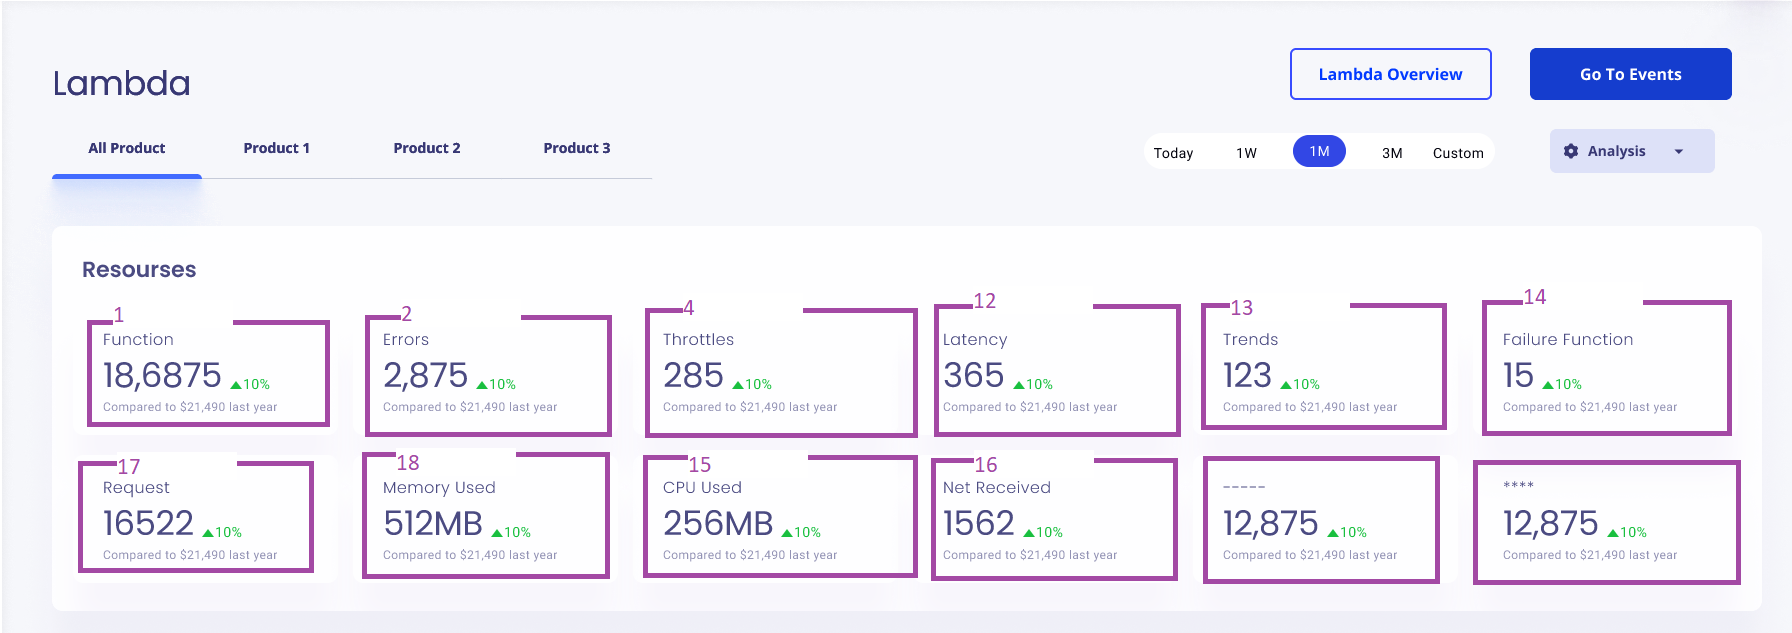 Lambda
Lambda Overview
Go To Events
All Product
Product 1
Product 2
Product 3
Today
1W
1M
3M
Custom
Analysis
Resourses
1
Function
18,6875 10%
Compared to $21,490 last year
2
Errors
2,875 10%
Compared to $21,490 last year
4
Throttles
285 10%
Compared to $21,490 last year
12
Latency
365 10%
Compared to $21,490 last year
13
Trends
123 10%
Compared to $21,490 last year
14
Failure Function
15 10%
Compared to $21,490 last year
17
Request
16522 10%
Compared to $21,490 last year
18
Memory Used
512MB 10%
Compared to $21,490 last year
15
CPU Used
256MB 10%
Compared to $21,490 last year
16
Net Received
1562 10%
Compared to $21,490 last year
-----
12,875 10%
Compared to $21,490 last year
****
12,875 10%
Compared to $21,490 last year